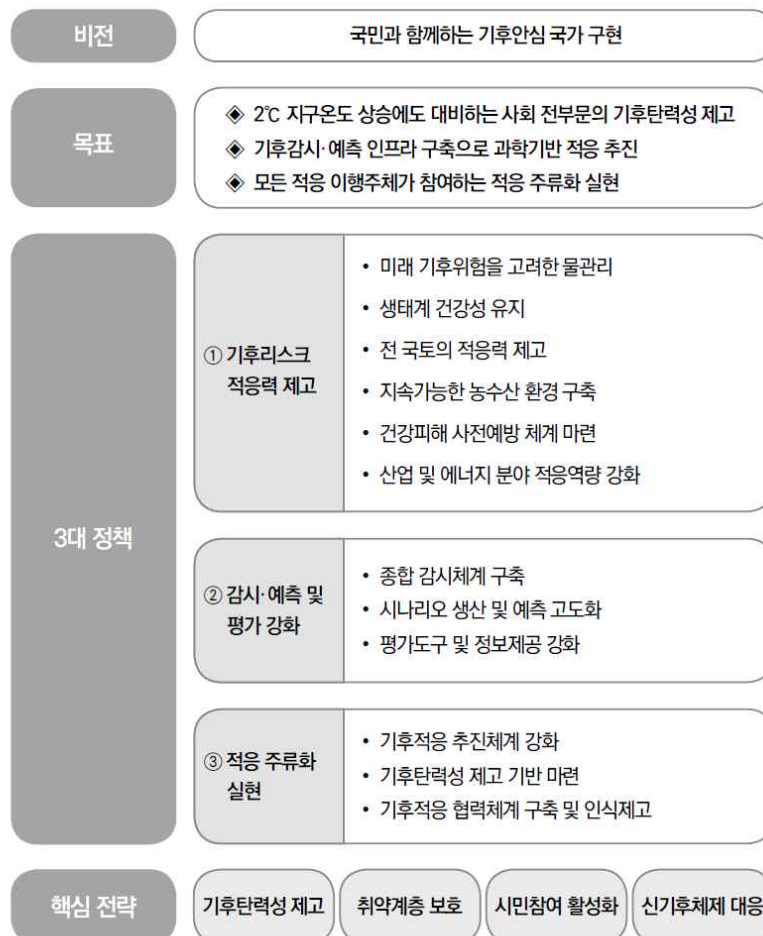 비전
국민과 함께하는 기후안심 국가 구현
목표
◈ 2℃ 지구온도 상승에도 대비하는 사회 전부문의 기후탄력성 제고
◈ 기후감시·예측 인프라 구축으로 과학기반 적응 추진
◈ 모든 적응 이행주체가 참여하는 적응 주류화 실현
3대 정책
① 기후리스크
적응력 제고
• 미래 기후위험을 고려한 물관리
• 생태계 건강성 유지
• 전 국토의 적응력 제고
• 지속가능한 농수산 환경 구축
• 건강피해 사전예방 체계 마련
• 산업 및 에너지 분야 적응역량 강화
② 감시·예측 및
평가 강화
• 종합 감시체계 구축
• 시나리오 생산 및 예측 고도화
• 평가도구 및 정보제공 강화
③ 적응 주류화
실현
• 기후적응 추진체계 강화
• 기후탄력성 제고 기반 마련
• 기후적응 협력체계 구축 및 인식제고
핵심 전략
기후탄력성 제고
취약계층 보호
시민참여 활성화
신기후체제 대응